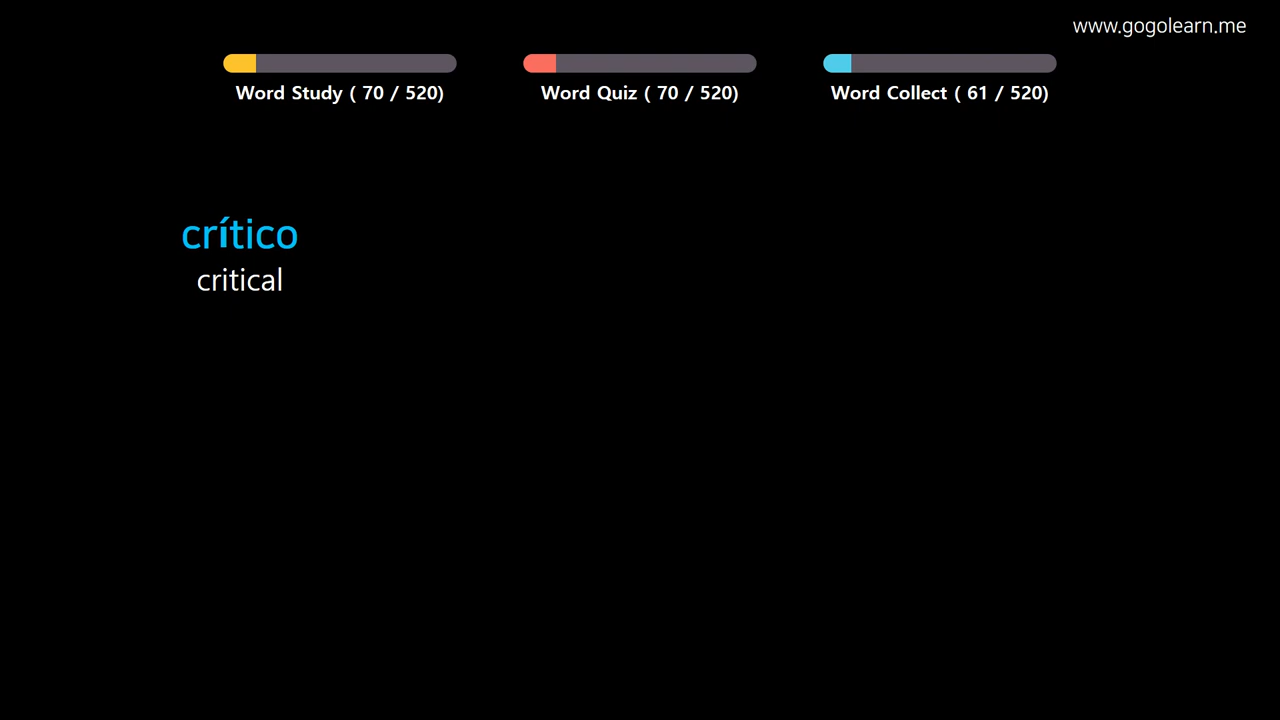 www.gogolearn.me
Word Study ( 70 / 520)
Word Quiz ( 70 / 520)
Word Collect ( 61 / 520)
crítico
critical